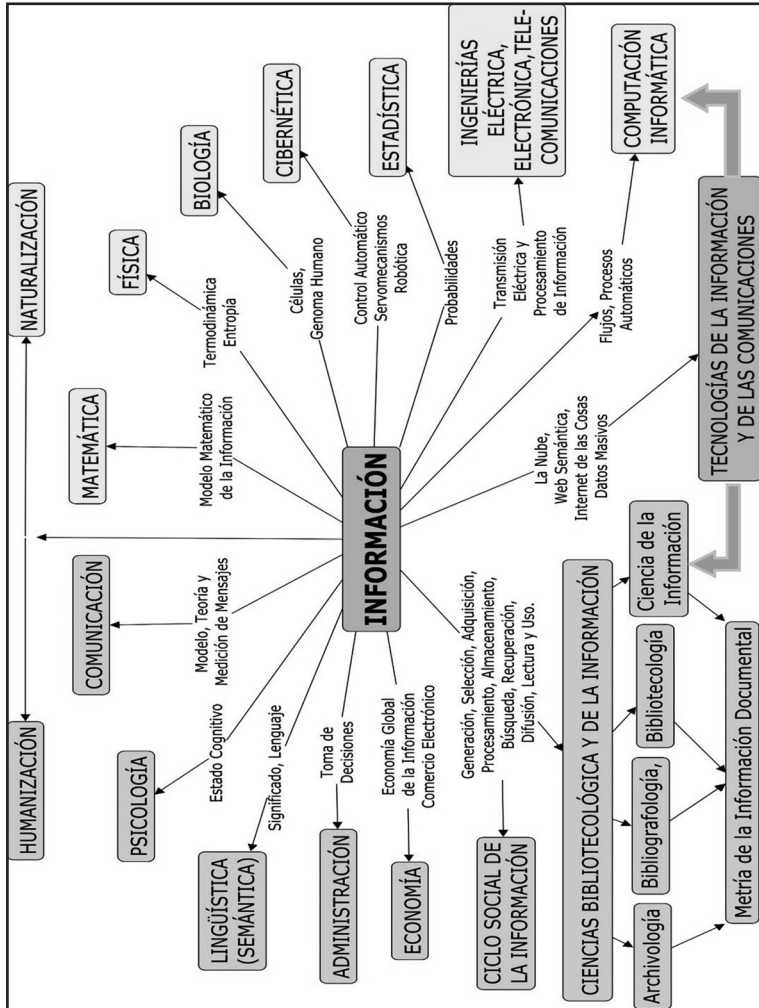 HUMANIZACIÓN
NATURALIZACIÓN
PSICOLOGÍA
Estado Cognitivo
COMUNICACIÓN
Modelo, Teoría y
Medición de Mensajes
MATEMÁTICA
Modelo Matemático
de la Información
FÍSICA
Termodinámica
Entropía
BIOLOGÍA
Células,
Genoma Humano
LINGÜÍSTICA
(SEMÁNTICA)
Significado, Lenguaje
CIBERNÉTICA
Control Automático
Servomecanismos
Robótica
ADMINISTRACIÓN
Toma de
Decisiones
INFORMACIÓN
Probabilidades
ESTADÍSTICA
ECONOMÍA
Economía Global
de la Información
Comercio Electrónico
Transmisión
Eléctrica y
Procesamiento
de Información
INGENIERÍAS
ELÉCTRICA,
ELECTRÓNICA,TELE-
COMUNICACIONES
CICLO SOCIAL DE
LA INFORMACIÓN
Generación, Selección, Adquisición,
Procesamiento, Almacenamiento,
Búsqueda, Recuperación,
Difusión, Lectura y Uso.
La Nube,
Web Semántica,
Internet de las Cosas
Datos Masivos
Flujos, Procesos
Automáticos
COMPUTACIÓN
INFORMÁTICA
CIENCIAS BIBLIOTECOLÓGICA Y DE LA INFORMACIÓN
Archivología
Bibliografología,
Bibliotecología
Ciencia de la
Información
TECNOLOGÍAS DE LA INFORMACIÓN
Y DE LAS COMUNICACIONES
Metría de la Información Documental